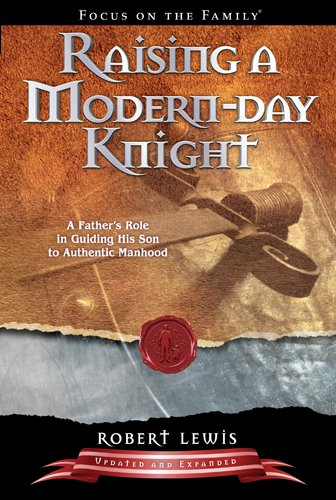 FOCUS ON THE FAMILY®
RAISING A
MODERN-DAY
KNIGHT
A Father's Role
in Guiding His Son
to Authentic Manhood
ROBERT LEWIS
UPDATED AND EXPANDED